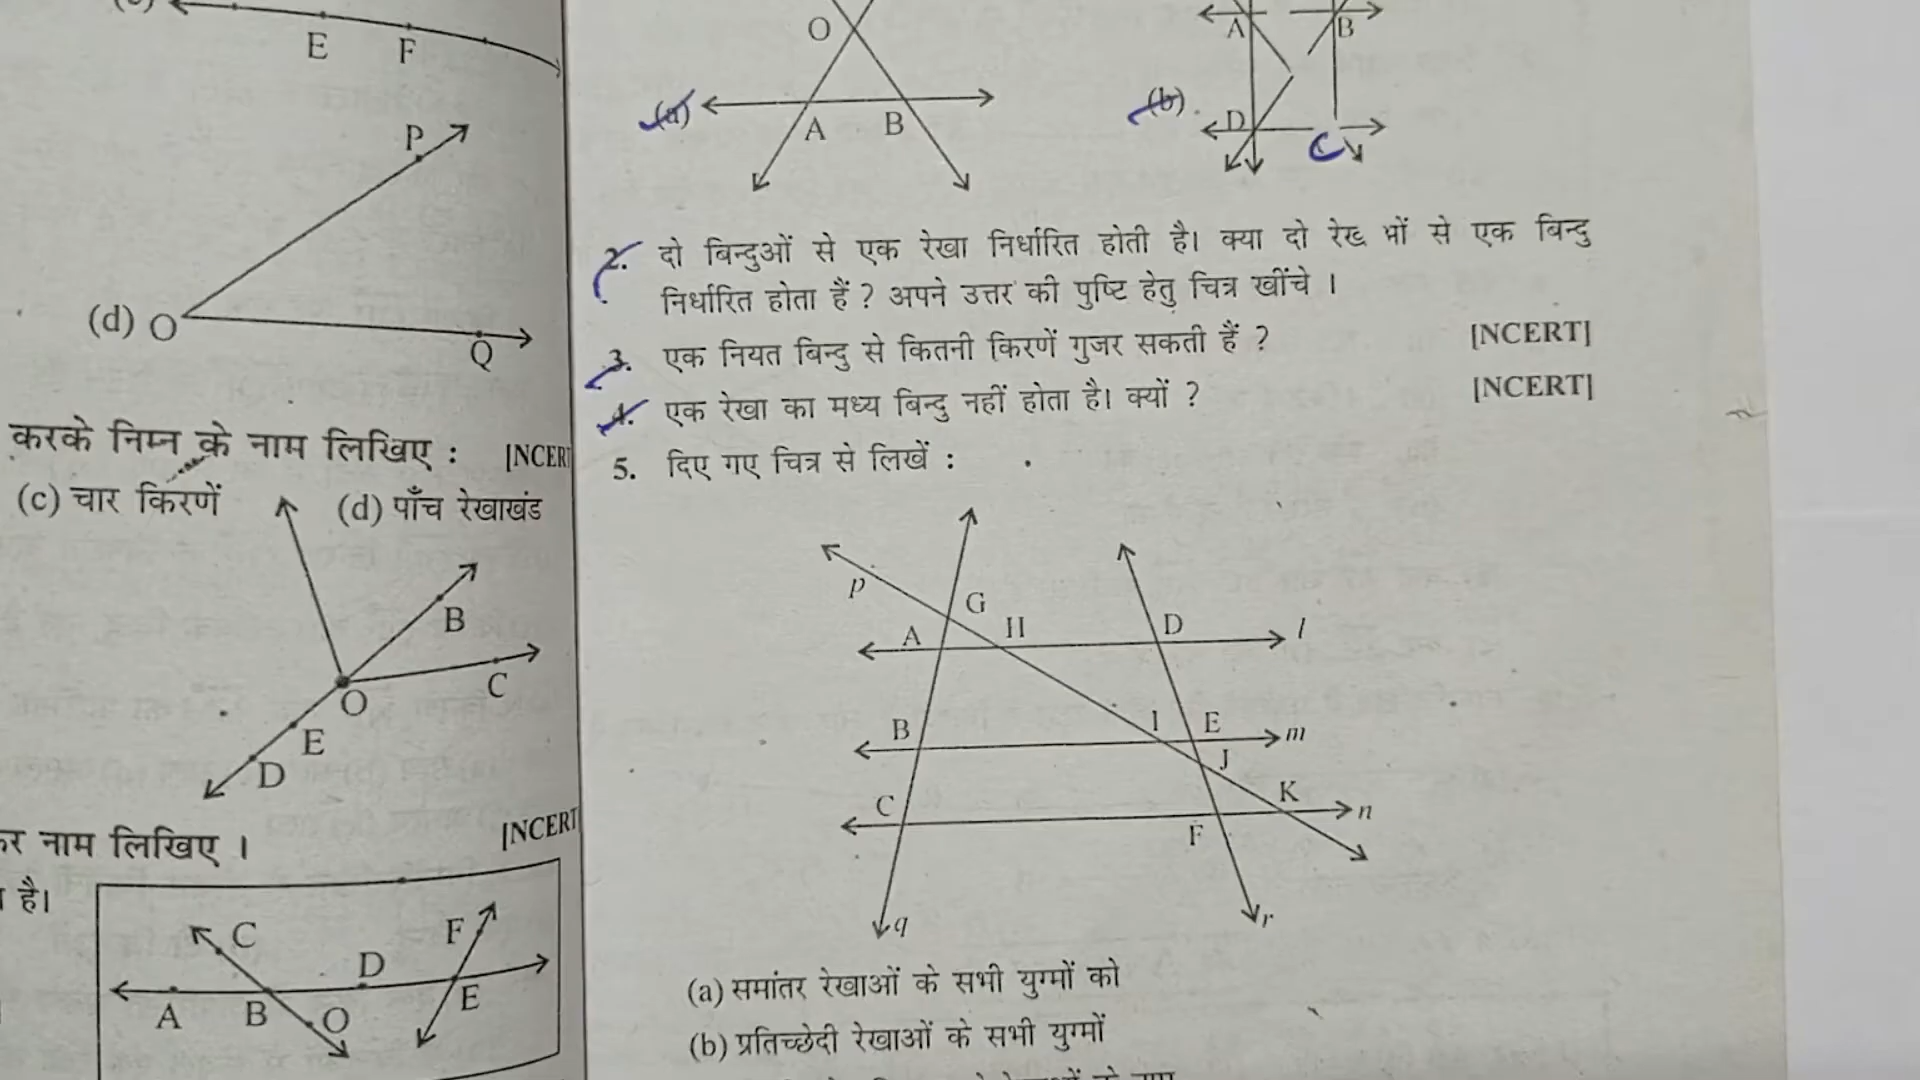 E F
P
(d) O
Q
करके निम्न के नाम लिखिए : [NCERT
(c) चार किरणें (d) पाँच रेखाखंड
B
C
O
E
D
र नाम लिखिए । [NCERT
है।
C F
D
A B O E
O
(a) A B
A B
(b) D C
2. दो बिन्दुओं से एक रेखा निर्धारित होती है। क्या दो रेखाओं से एक बिन्दु
निर्धारित होता हैं ? अपने उत्तर की पुष्टि हेतु चित्र खींचे ।
3. एक नियत बिन्दु से कितनी किरणें गुजर सकती हैं ? [NCERT]
4. एक रेखा का मध्य बिन्दु नहीं होता है। क्यों ? [NCERT]
5. दिए गए चित्र से लिखें :
p
G
A H D l
B I E m
J
C K n
F
q r
(a) समांतर रेखाओं के सभी युग्मों को
(b) प्रतिच्छेदी रेखाओं के सभी युग्मों